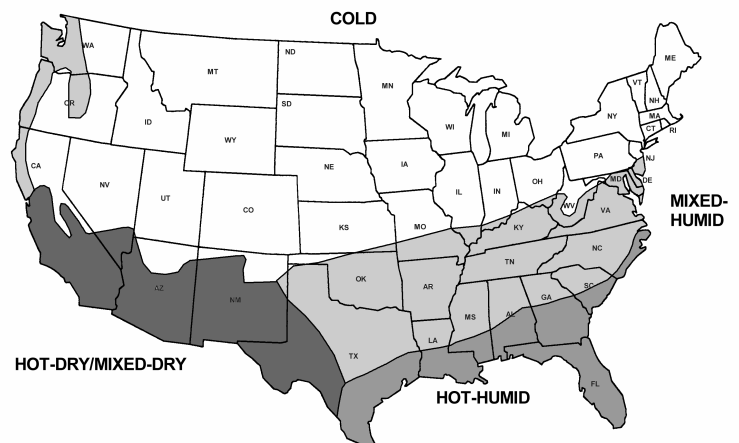 COLD
WA
ND
ME
MT
MN
VT
OR
SD
NH
ID
NY
MA
WI
MI
CT
RI
WY
PA
NJ
CA
NE
IA
OH
MD
DE
NV
UT
IL
IN
CO
WV
VA
MIXED-
HUMID
KS
MO
KY
NC
TN
OK
AR
SC
AZ
NM
GA
MS
AL
LA
TX
HOT-DRY/MIXED-DRY
FL
HOT-HUMID